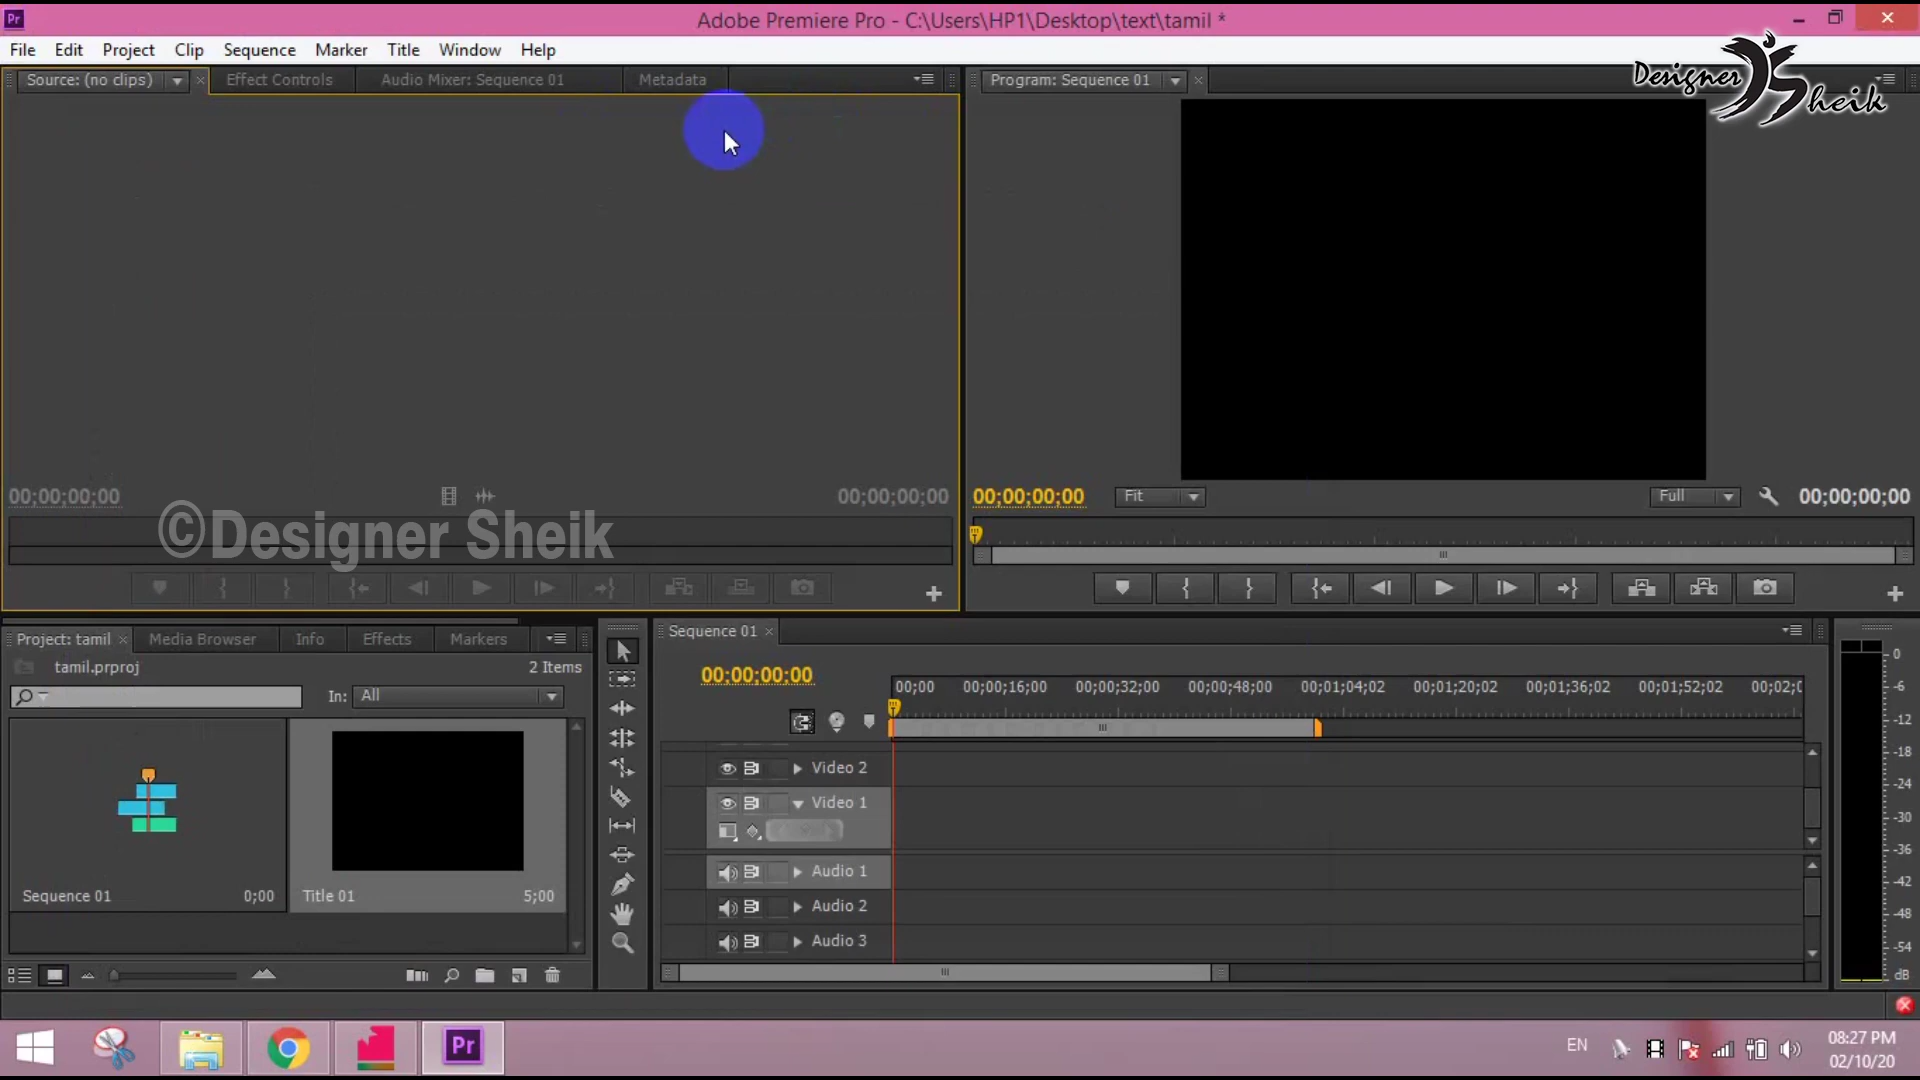 Pr
Adobe Premiere Pro - C:\Users\HP1\Desktop\text\tamil *
File Edit Project Clip Sequence Marker Title Window Help
Designer Sheik
Source: (no clips) Effect Controls Audio Mixer: Sequence 01 Metadata
Program: Sequence 01
00;00;00;00 00;00;00;00
00;00;00;00 Fit Full 00;00;00;00
©Designer Sheik
Project: tamil Media Browser Info Effects Markers
tamil.prproj 2 Items
In: All
Sequence 01 0;00
Title 01 5;00
Sequence 01
00;00;00;00
00;00 00;00;16;00 00;00;32;00 00;00;48;00 00;01;04;02 00;01;20;02 00;01;36;02 00;01;52;02 00;02;0
Video 2
Video 1
Audio 1
Audio 2
Audio 3
0
-6
-12
-18
-24
-30
-36
-42
-48
-54
dB
Pr
EN
08:27 PM
02/10/20